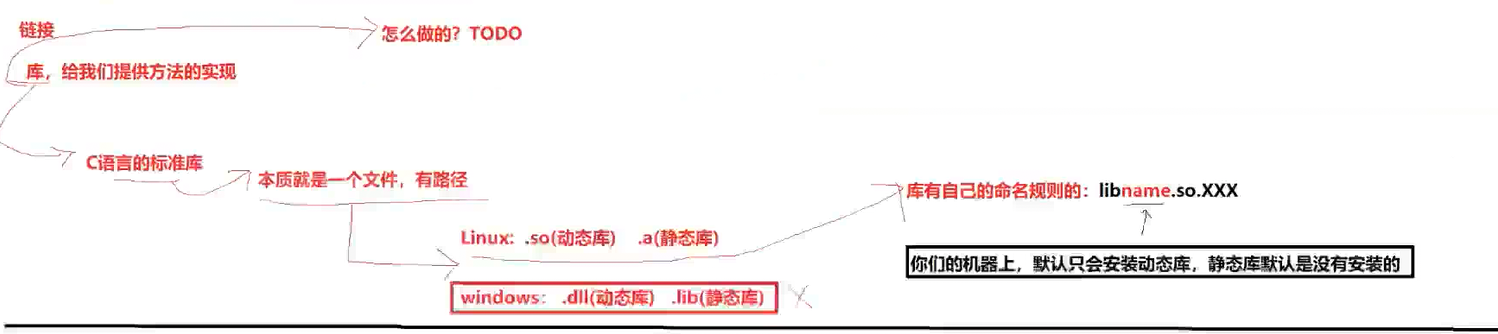 链接
怎么做的？TODO
库，给我们提供方法的实现
C语言的标准库
本质就是一个文件，有路径
库有自己的命名规则的：libname.so.XXX
Linux: .so(动态库) .a(静态库)
你们的机器上，默认只会安装动态库，静态库默认是没有安装的
windows: .dll(动态库) .lib(静态库)